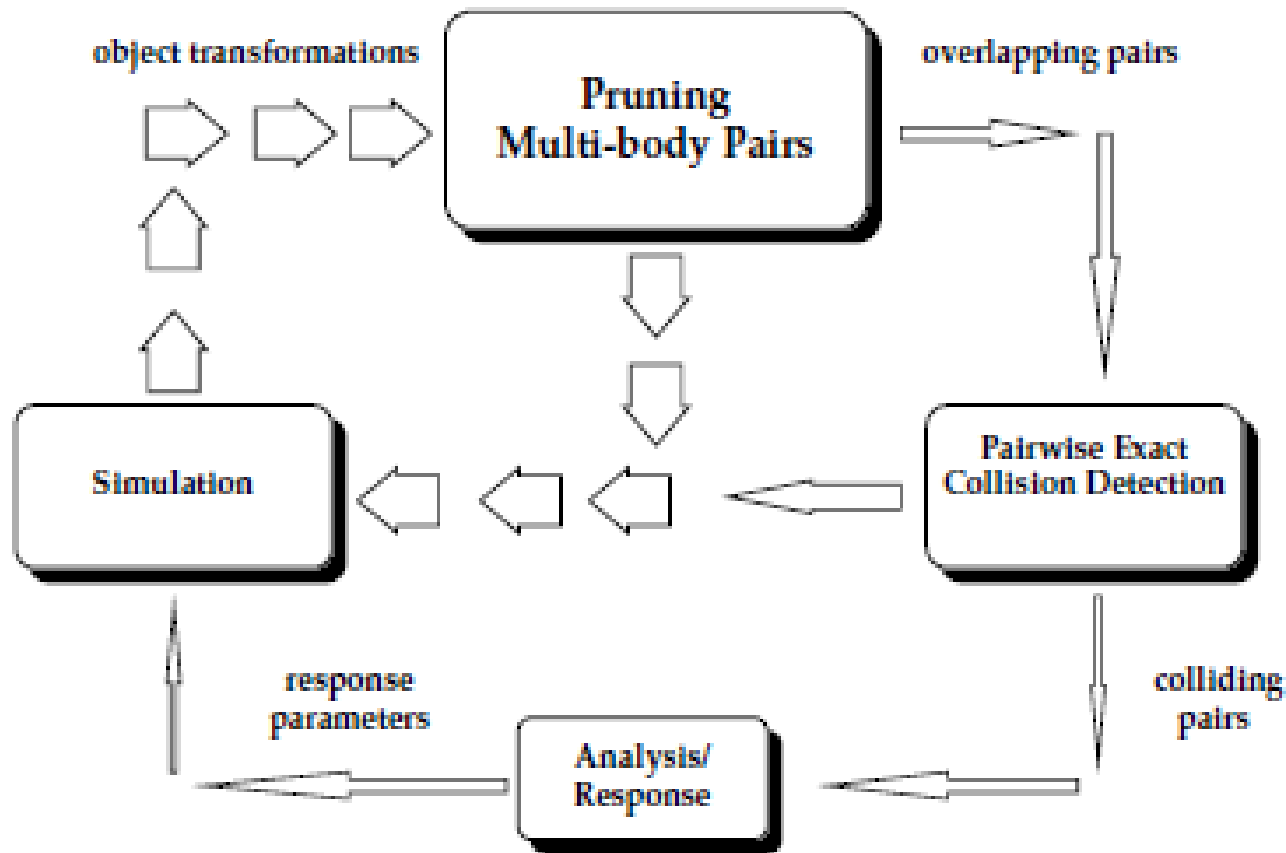 object transformations
Pruning
Multi-body Pairs
overlapping pairs
Simulation
Pairwise Exact
Collision Detection
response
parameters
colliding
pairs
Analysis/
Response